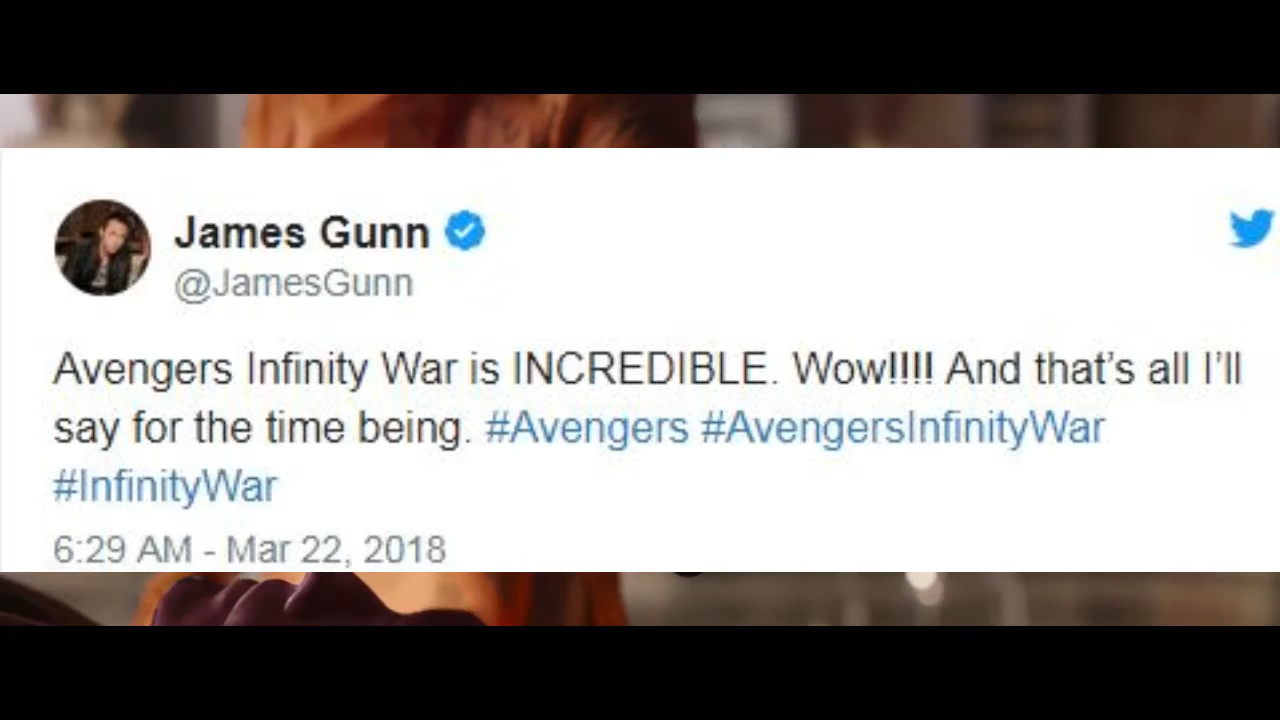 James Gunn
@JamesGunn
Avengers Infinity War is INCREDIBLE. Wow!!!! And that’s all I’ll
say for the time being. #Avengers #AvengersInfinityWar
#InfinityWar
6:29 AM - Mar 22, 2018